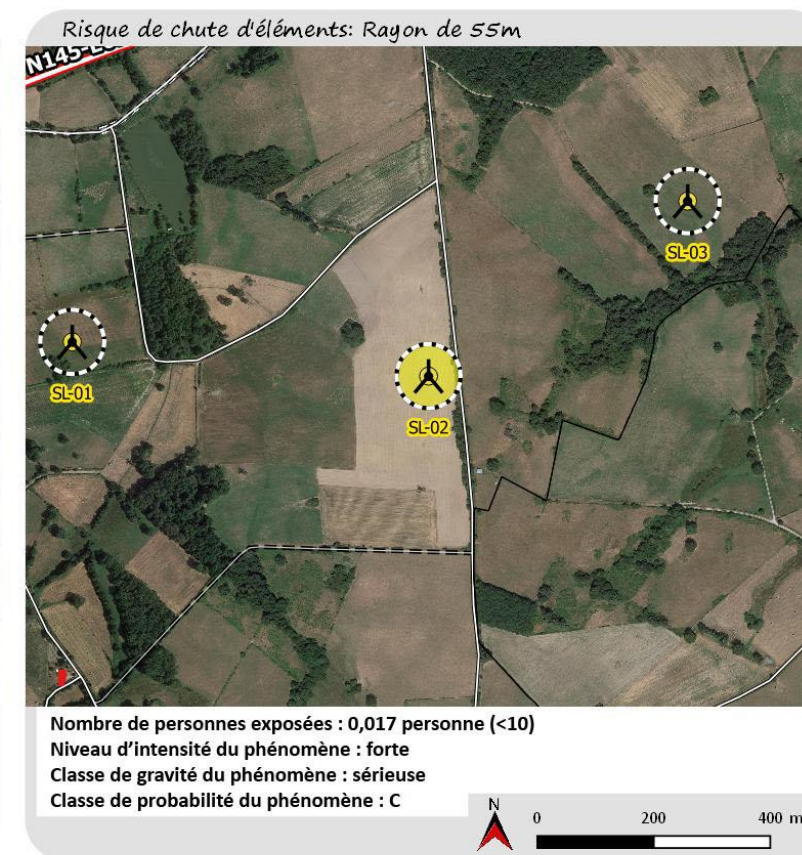 Risque de chute d'éléments: Rayon de 55m
SL-03
SL-01
SL-02
Nombre de personnes exposées : 0,017 personne (<10)
Niveau d'intensité du phénomène : forte
Classe de gravité du phénomène : sérieuse
Classe de probabilité du phénomène : C
N
0 200 400 m